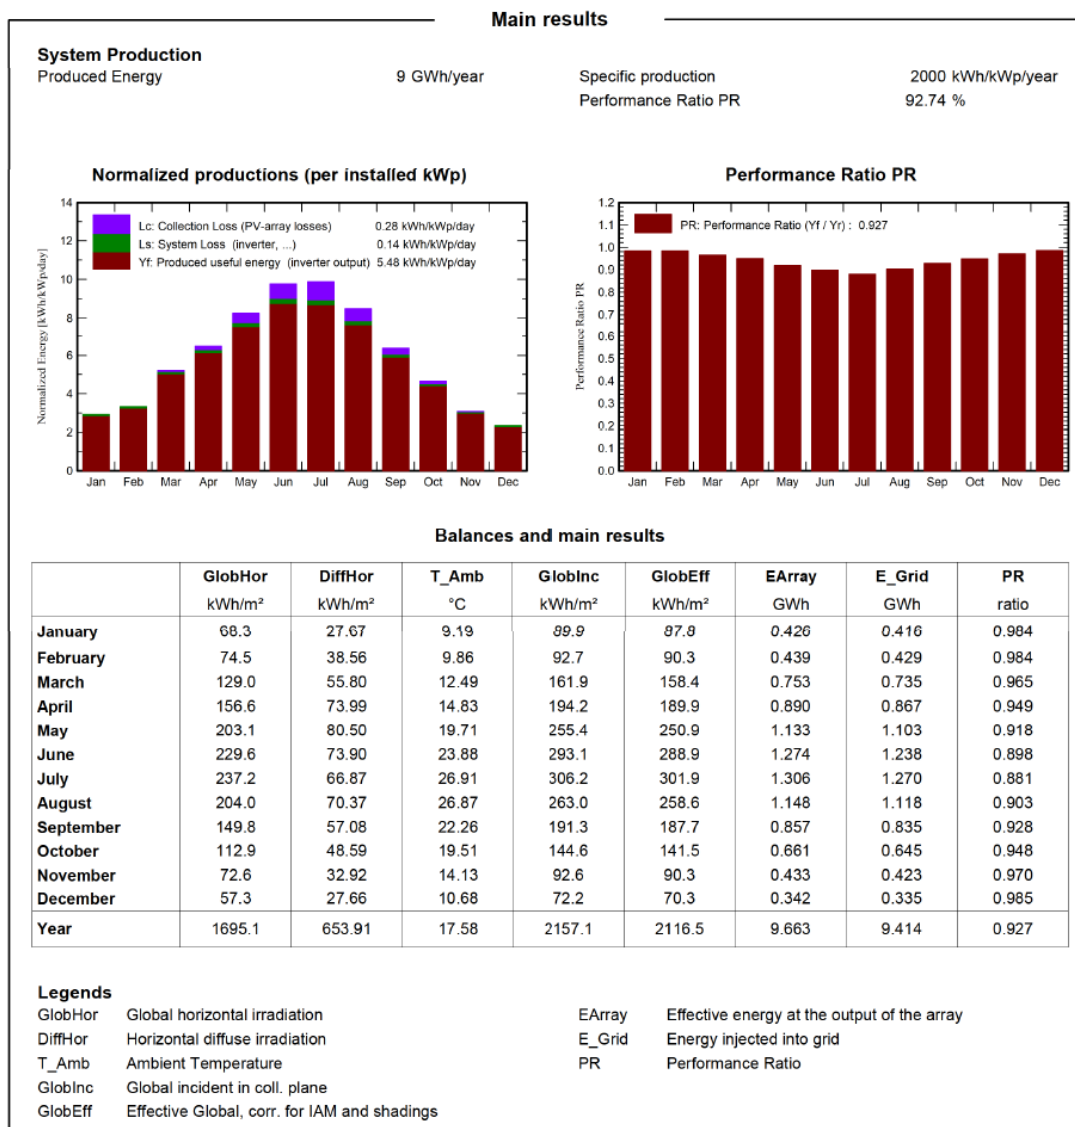 Main results
System Production
Produced Energy 9 GWh/year Specific production 2000 kWh/kWp/year
Performance Ratio PR 92.74 %
Normalized productions (per installed kWp)
Normalized Energy [kWh/kWp/day]
14
12
10
8
6
4
2
0
Lc: Collection Loss (PV-array losses) 0.28 kWh/kWp/day
Ls: System Loss (inverter, ...) 0.14 kWh/kWp/day
Yf: Produced useful energy (inverter output) 5.48 kWh/kWp/day
Jan Feb Mar Apr May Jun Jul Aug Sep Oct Nov Dec
Performance Ratio PR
Performance Ratio PR
1.2
1.1
1.0
0.9
0.8
0.7
0.6
0.5
0.4
0.3
0.2
0.1
0.0
PR: Performance Ratio (Yf / Yr) : 0.927
Jan Feb Mar Apr May Jun Jul Aug Sep Oct Nov Dec
Balances and main results
GlobHor DiffHor T_Amb GlobInc GlobEff EArray E_Grid PR
kWh/m² kWh/m² °C kWh/m² kWh/m² GWh GWh ratio
January 68.3 27.67 9.19 89.9 87.8 0.426 0.416 0.984
February 74.5 38.56 9.86 92.7 90.3 0.439 0.429 0.984
March 129.0 55.80 12.49 161.9 158.4 0.753 0.735 0.965
April 156.6 73.99 14.83 194.2 189.9 0.890 0.867 0.949
May 203.1 80.50 19.71 255.4 250.9 1.133 1.103 0.918
June 229.6 73.90 23.88 293.1 288.9 1.274 1.238 0.898
July 237.2 66.87 26.91 306.2 301.9 1.306 1.270 0.881
August 204.0 70.37 26.87 263.0 258.6 1.148 1.118 0.903
September 149.8 57.08 22.26 191.3 187.7 0.857 0.835 0.928
October 112.9 48.59 19.51 144.6 141.5 0.661 0.645 0.948
November 72.6 32.92 14.13 92.6 90.3 0.433 0.423 0.970
December 57.3 27.66 10.68 72.2 70.3 0.342 0.335 0.985
Year 1695.1 653.91 17.58 2157.1 2116.5 9.663 9.414 0.927
Legends
GlobHor Global horizontal irradiation EArray Effective energy at the output of the array
DiffHor Horizontal diffuse irradiation E_Grid Energy injected into grid
T_Amb Ambient Temperature PR Performance Ratio
GlobInc Global incident in coll. plane
GlobEff Effective Global, corr. for IAM and shadings